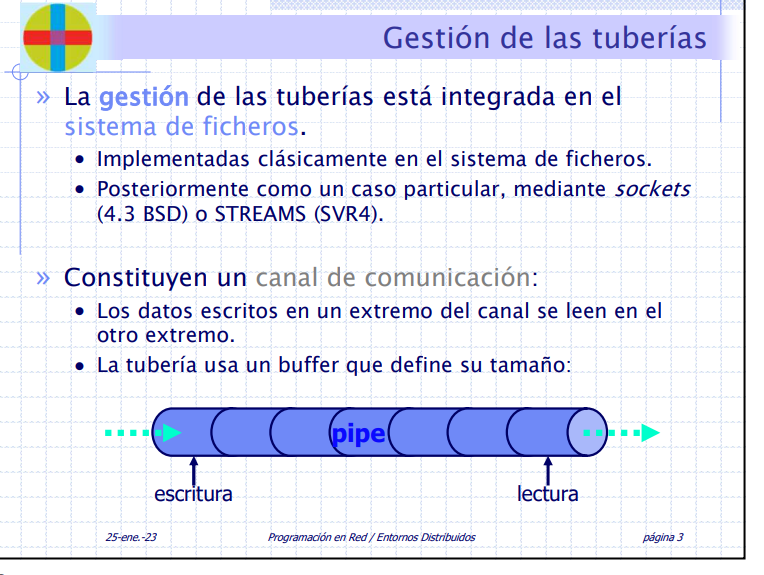 Gestión de las tuberías
» La gestión de las tuberías está integrada en el
sistema de ficheros.
• Implementadas clásicamente en el sistema de ficheros.
• Posteriormente como un caso particular, mediante sockets
(4.3 BSD) o STREAMS (SVR4).
» Constituyen un canal de comunicación:
• Los datos escritos en un extremo del canal se leen en el
otro extremo.
• La tubería usa un buffer que define su tamaño:
pipe
escritura lectura
25-ene.-23 Programación en Red / Entornos Distribuidos página 3